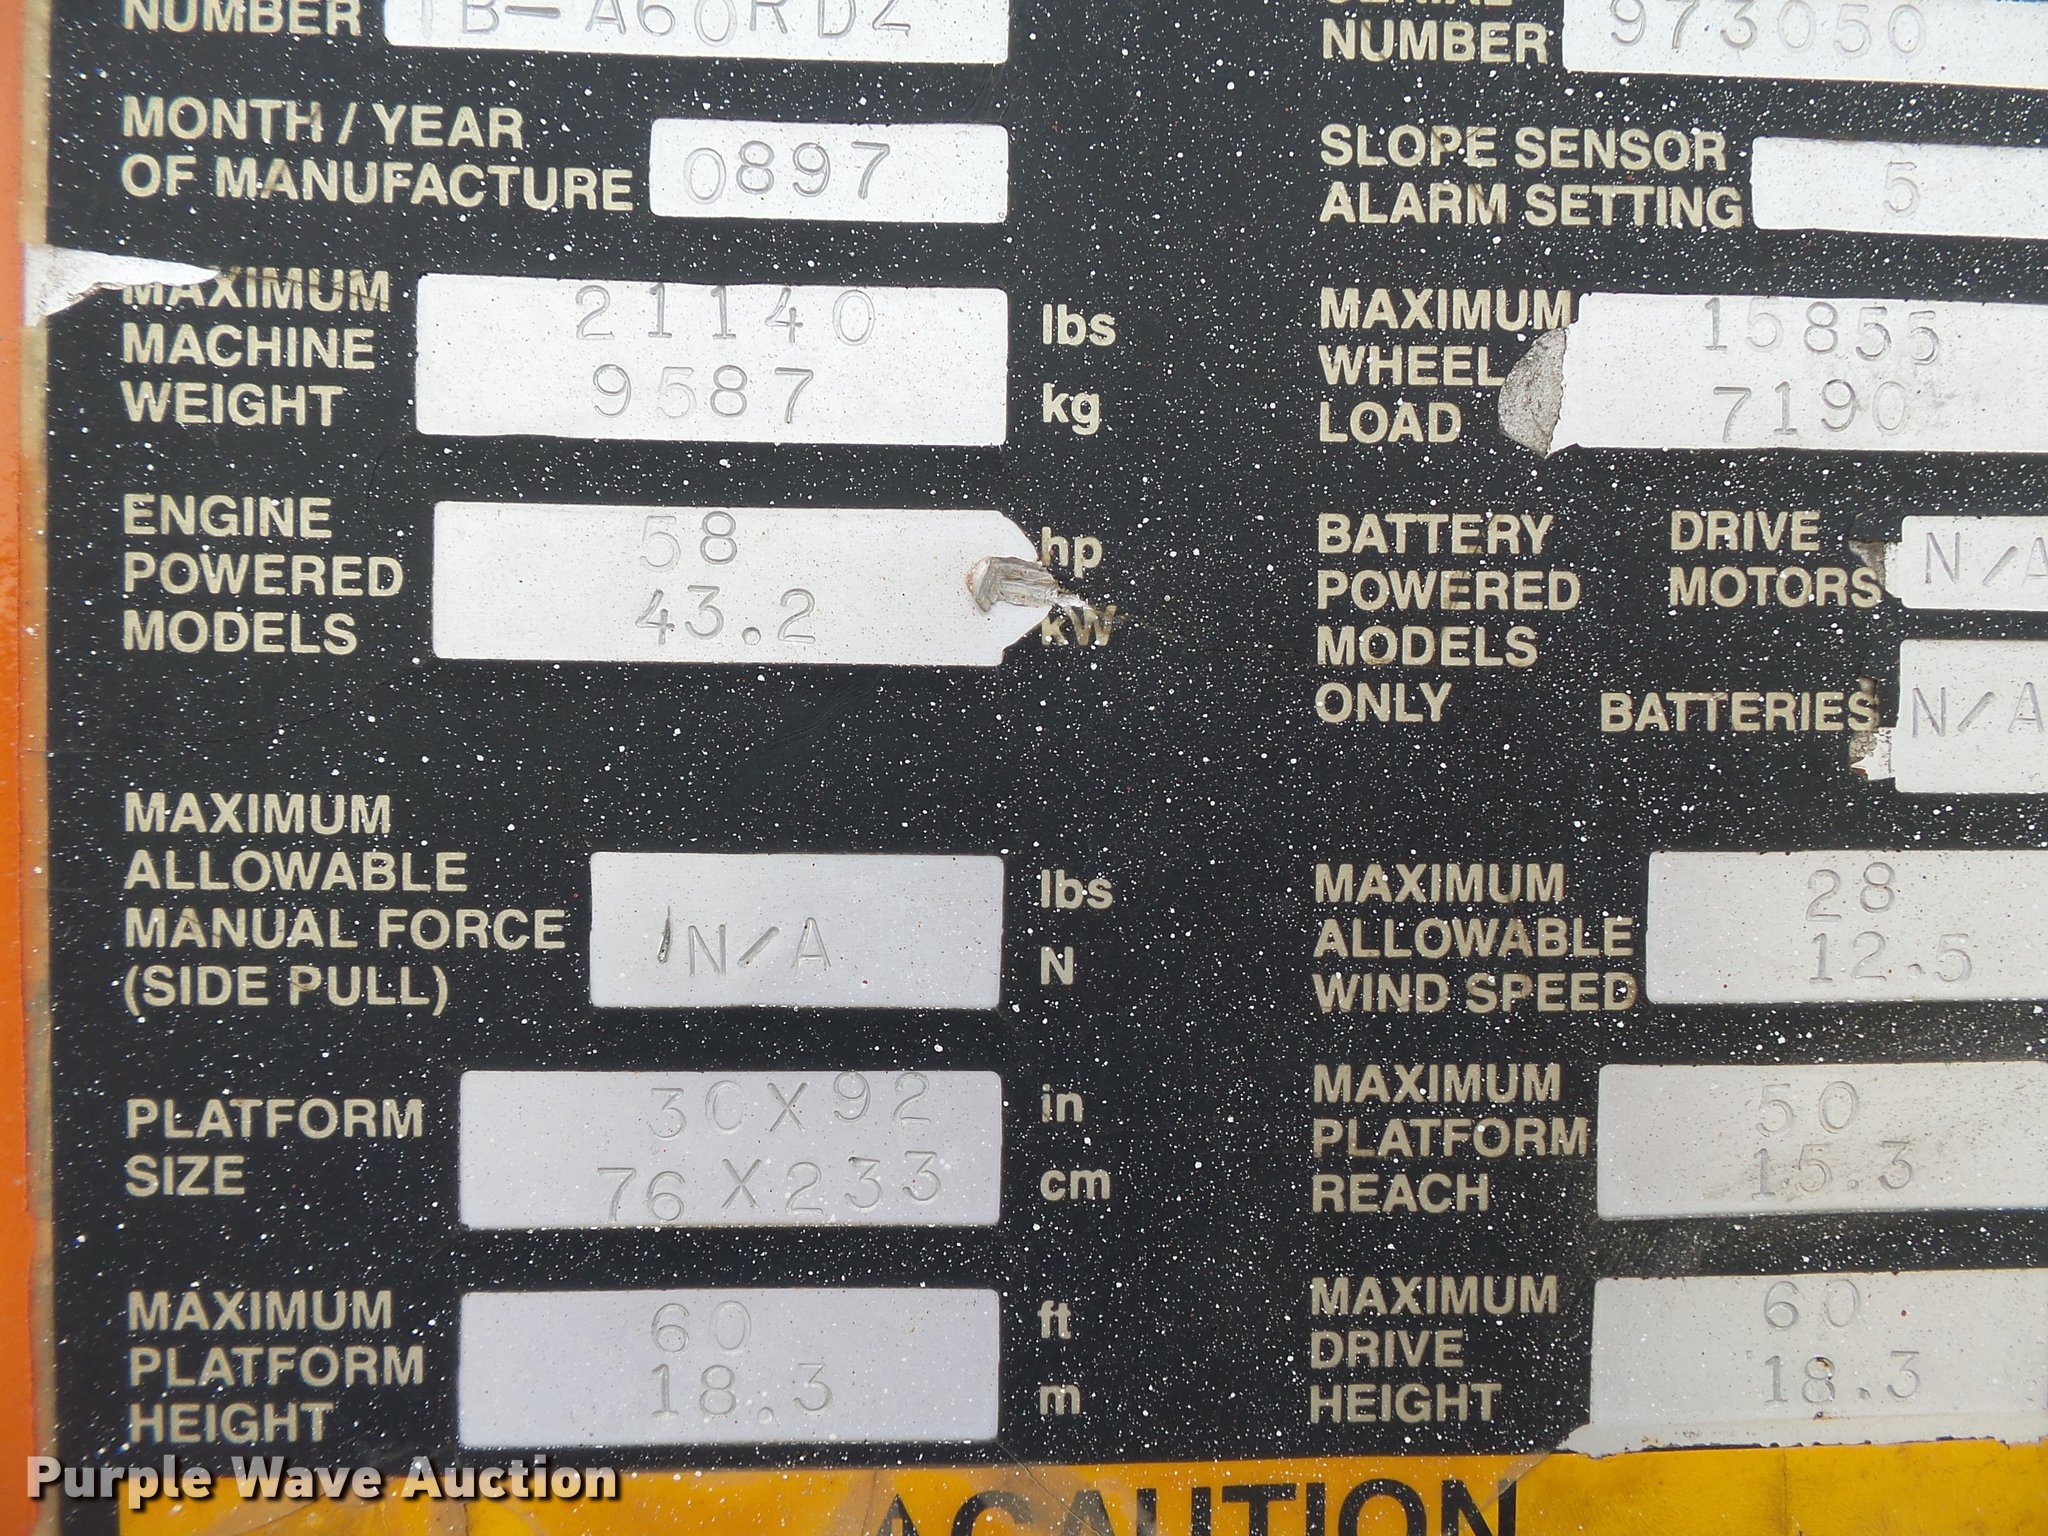 NUMBER TB-A60RDZ
MONTH / YEAR
OF MANUFACTURE 0897
MAXIMUM
MACHINE
WEIGHT
21140 lbs
9587 kg
ENGINE
POWERED
MODELS
58 hp
43.2 kW
MAXIMUM
ALLOWABLE
MANUAL FORCE
(SIDE PULL)
N/A
lbs
N
PLATFORM
SIZE
30X92 in
76X233 cm
MAXIMUM
PLATFORM
HEIGHT
60 ft
18.3 m
NUMBER 973050
SLOPE SENSOR
ALARM SETTING 5
MAXIMUM
WHEEL
LOAD
15855
7190
BATTERY
POWERED
MODELS
ONLY
DRIVE
MOTORS N/A
BATTERIES N/A
MAXIMUM
ALLOWABLE
WIND SPEED
28
12.5
MAXIMUM
PLATFORM
REACH
50
15.3
MAXIMUM
DRIVE
HEIGHT
60
18.3
CAUTION
Purple Wave Auction